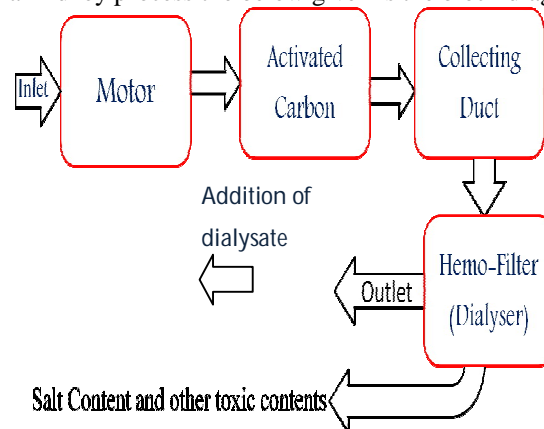 Inlet
Motor
Activated
Carbon
Collecting
Duct
Addition of
dialysate
Hemo-Filter
(Dialyser)
Outlet
Salt Content and other toxic contents